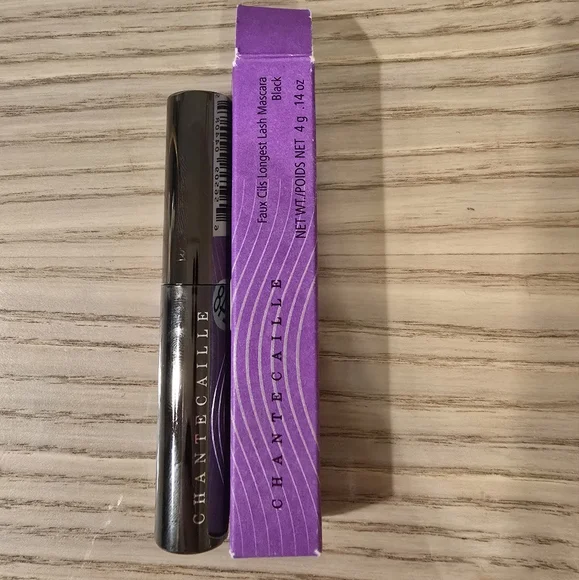 Faux Cils Longest Lash Mascara
Black
NET WT./POIDS NET 4 g .14 oz
CHANTECAILLE
CHANTECAILLE